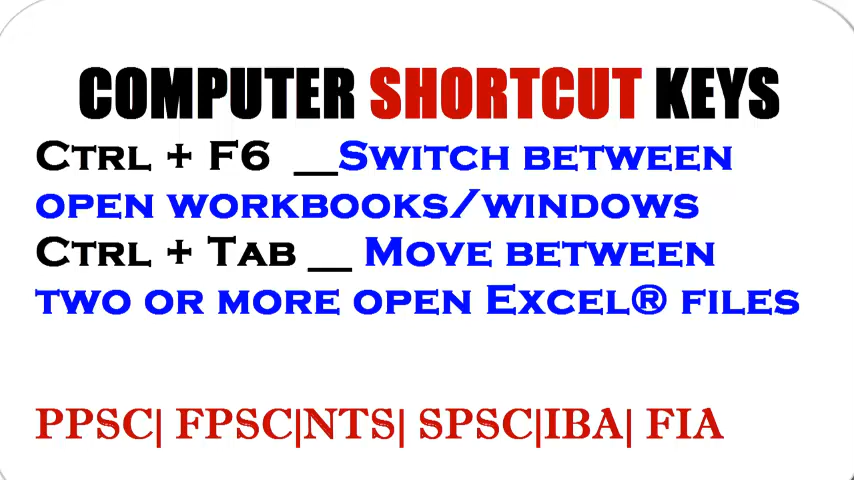 COMPUTER SHORTCUT KEYS
Ctrl + F6 __Switch between
open workbooks/windows
Ctrl + Tab __ Move between
two or more open Excel® files
PPSC| FPSC|NTS| SPSC|IBA| FIA